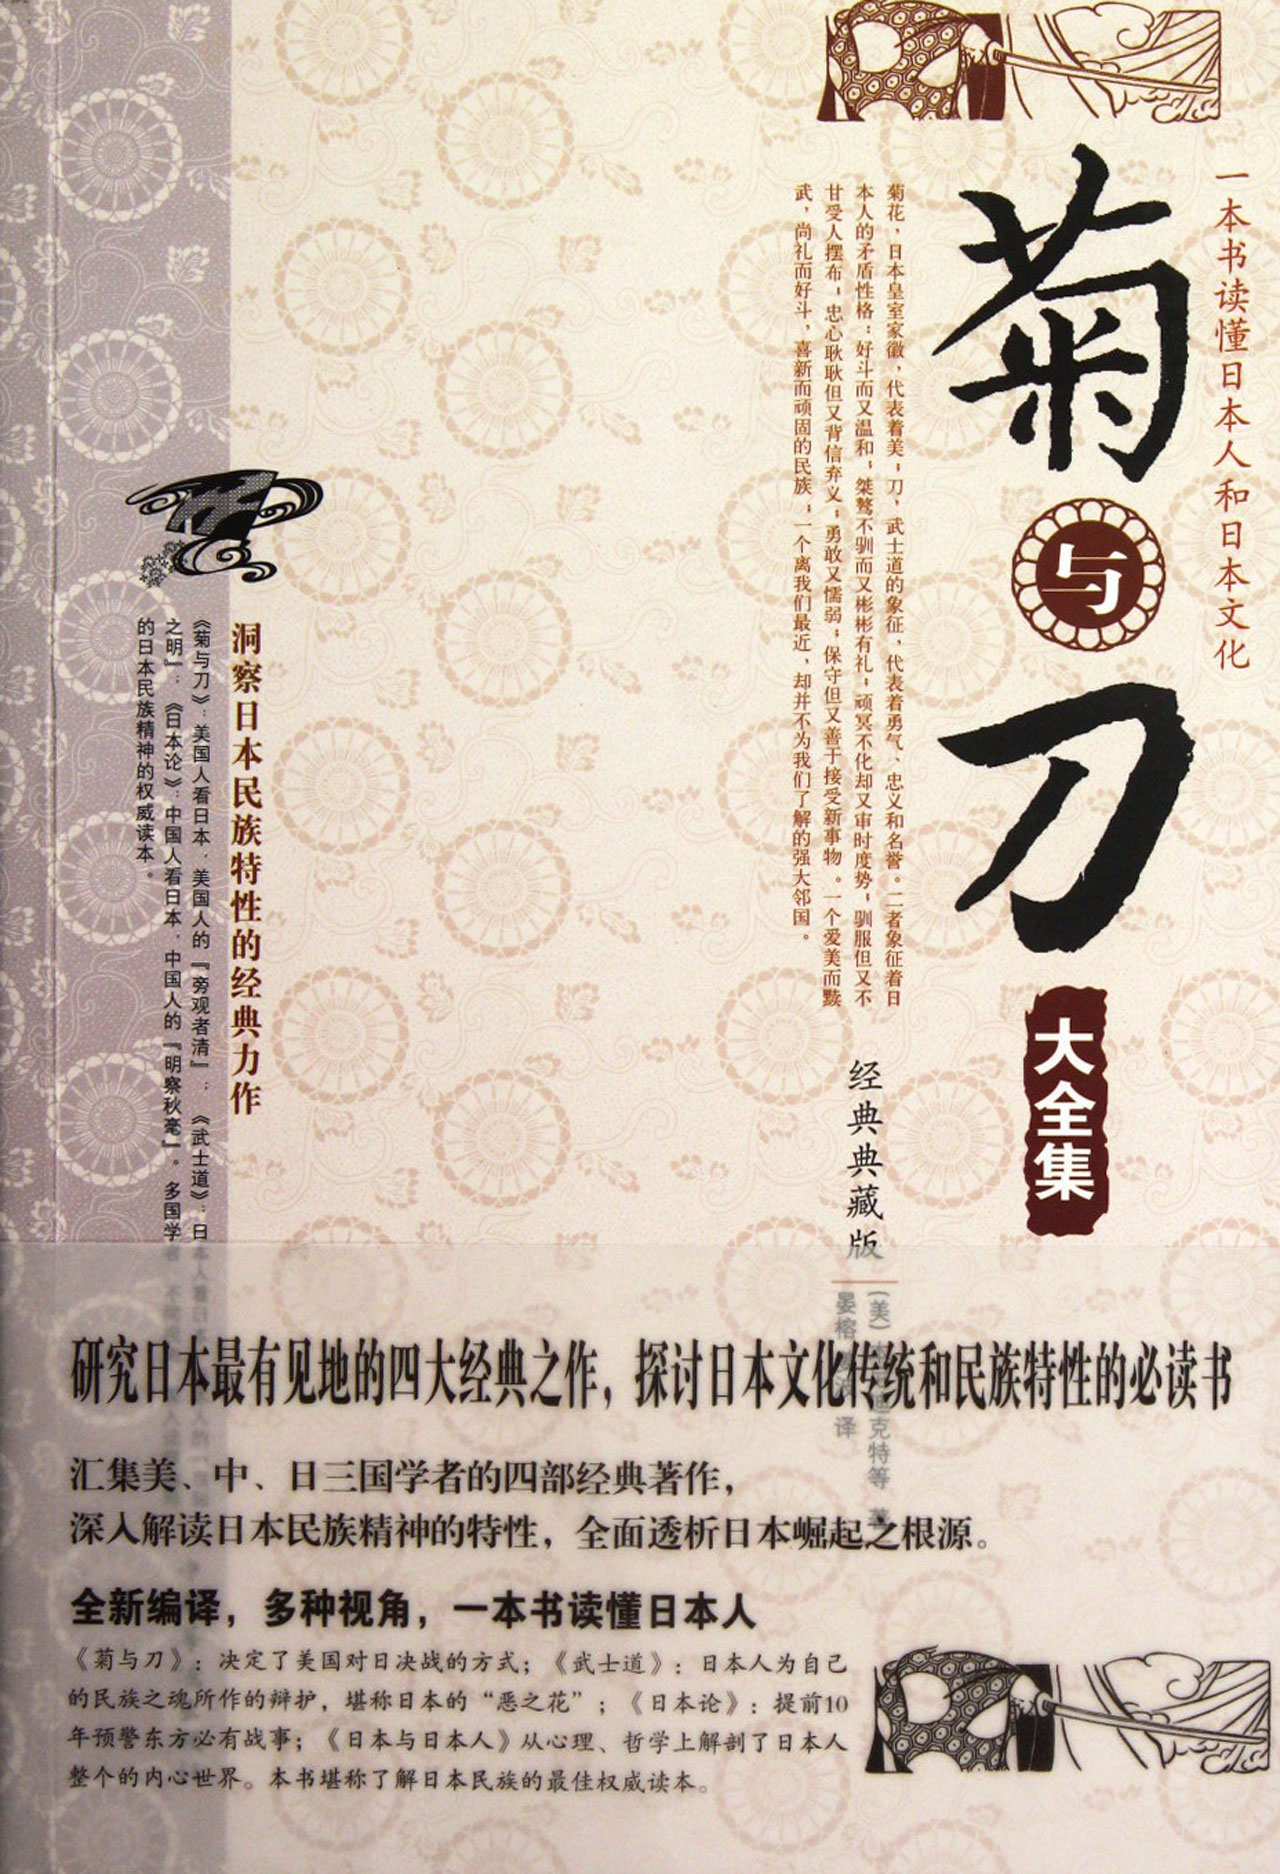 一本书读懂日本人和日本文化
菊
与
刀
大全集
菊花，日本皇室家徽，代表着美；刀，武士道的象征，代表着勇气、忠义和名誉。二者象征着日
本人的矛盾性格：好斗而又温和；桀骜不驯而又彬彬有礼；顽冥不化却又审时度势；驯服但又不
甘受人摆布；忠心耿耿但又背信弃义；勇敢又懦弱；保守但又善于接受新事物。一个爱美而黩
武，尚礼而好斗，喜新而顽固的民族；一个离我们最近，却并不为我们了解的强大邻国。
经典典藏版
(美)
迪克特等 著
晏榕
译
洞察日本民族特性的经典力作
《菊与刀》：美国人看日本，美国人的『旁观者清』；《武士道》：日本人看日
之明』；《日本论》：中国人看日本，中国人的『明察秋毫』。多国学
的日本民族精神的权威读本。
研究日本最有见地的四大经典之作，探讨日本文化传统和民族特性的必读书
汇集美、中、日三国学者的四部经典著作，
深入解读日本民族精神的特性，全面透析日本崛起之根源。
全新编译，多种视角，一本书读懂日本人
《菊与刀》：决定了美国对日决战的方式；《武士道》：日本人为自己
的民族之魂所作的辩护，堪称日本的“恶之花”；《日本论》：提前10
年预警东方必有战事；《日本与日本人》从心理、哲学上解剖了日本人
整个的内心世界。本书堪称了解日本民族的最佳权威读本。